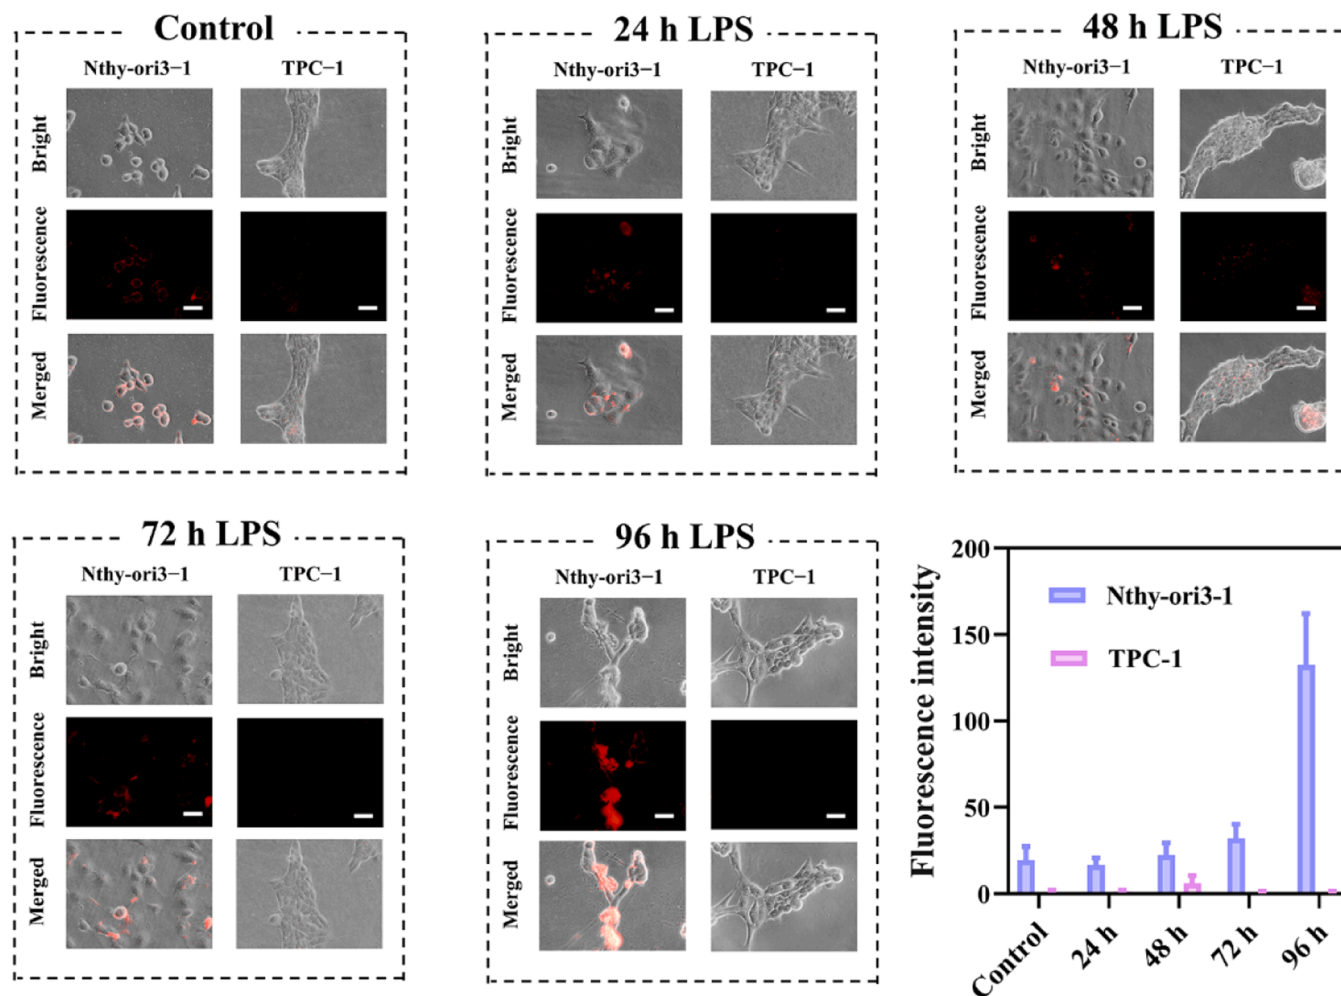 Control
Nthy-ori3−1 TPC−1
Bright
Fluorescence
Merged
24 h LPS
Nthy-ori3−1 TPC−1
Bright
Fluorescence
Merged
48 h LPS
Nthy-ori3−1 TPC−1
Bright
Fluorescence
Merged
72 h LPS
Nthy-ori3−1 TPC−1
Bright
Fluorescence
Merged
96 h LPS
Nthy-ori3−1 TPC−1
Bright
Fluorescence
Merged
Fluorescence intensity
200
150
100
50
0
Nthy-ori3-1
TPC-1
Control 24 h 48 h 72 h 96 h